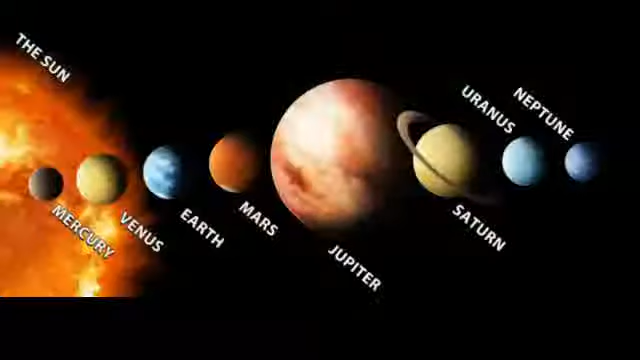 THE SUN
MERCURY
VENUS
EARTH
MARS
JUPITER
SATURN
URANUS
NEPTUNE